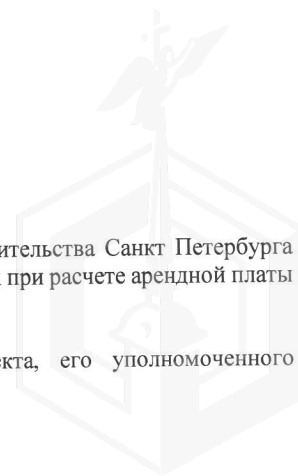 ительства Санкт Петербурга
при расчете арендной платы
кта, его уполномоченного